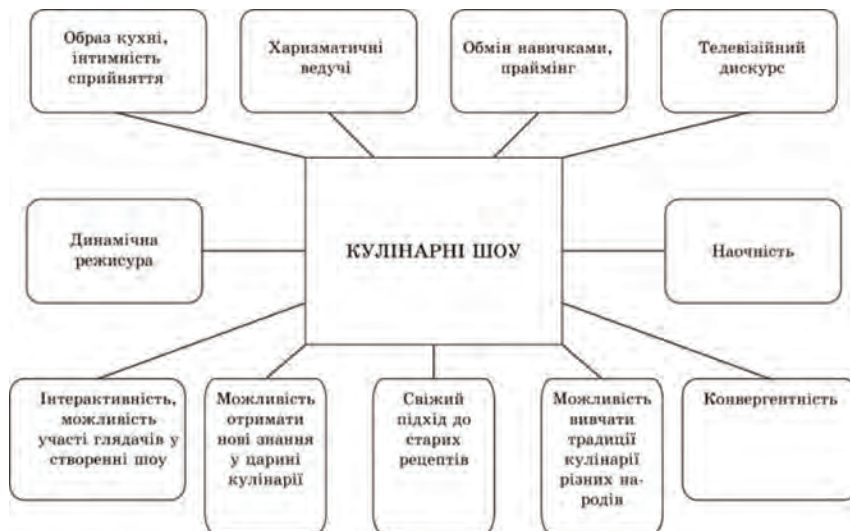 Образ кухні,
інтимність
сприйняття
Харизматичні
ведучі
Обмін навичками,
праймінг
Телевізійний
дискурс
Динамічна
режисура
КУЛІНАРНІ ШОУ
Наочність
Інтерактивність,
можливість
участі глядачів у
створенні шоу
Можливість
отримати
нові знання
у царині
кулінарії
Свіжий
підхід до
старих
рецептів
Можливість
вивчати
традиції
кулінарії
різних на-
родів
Конвергентність